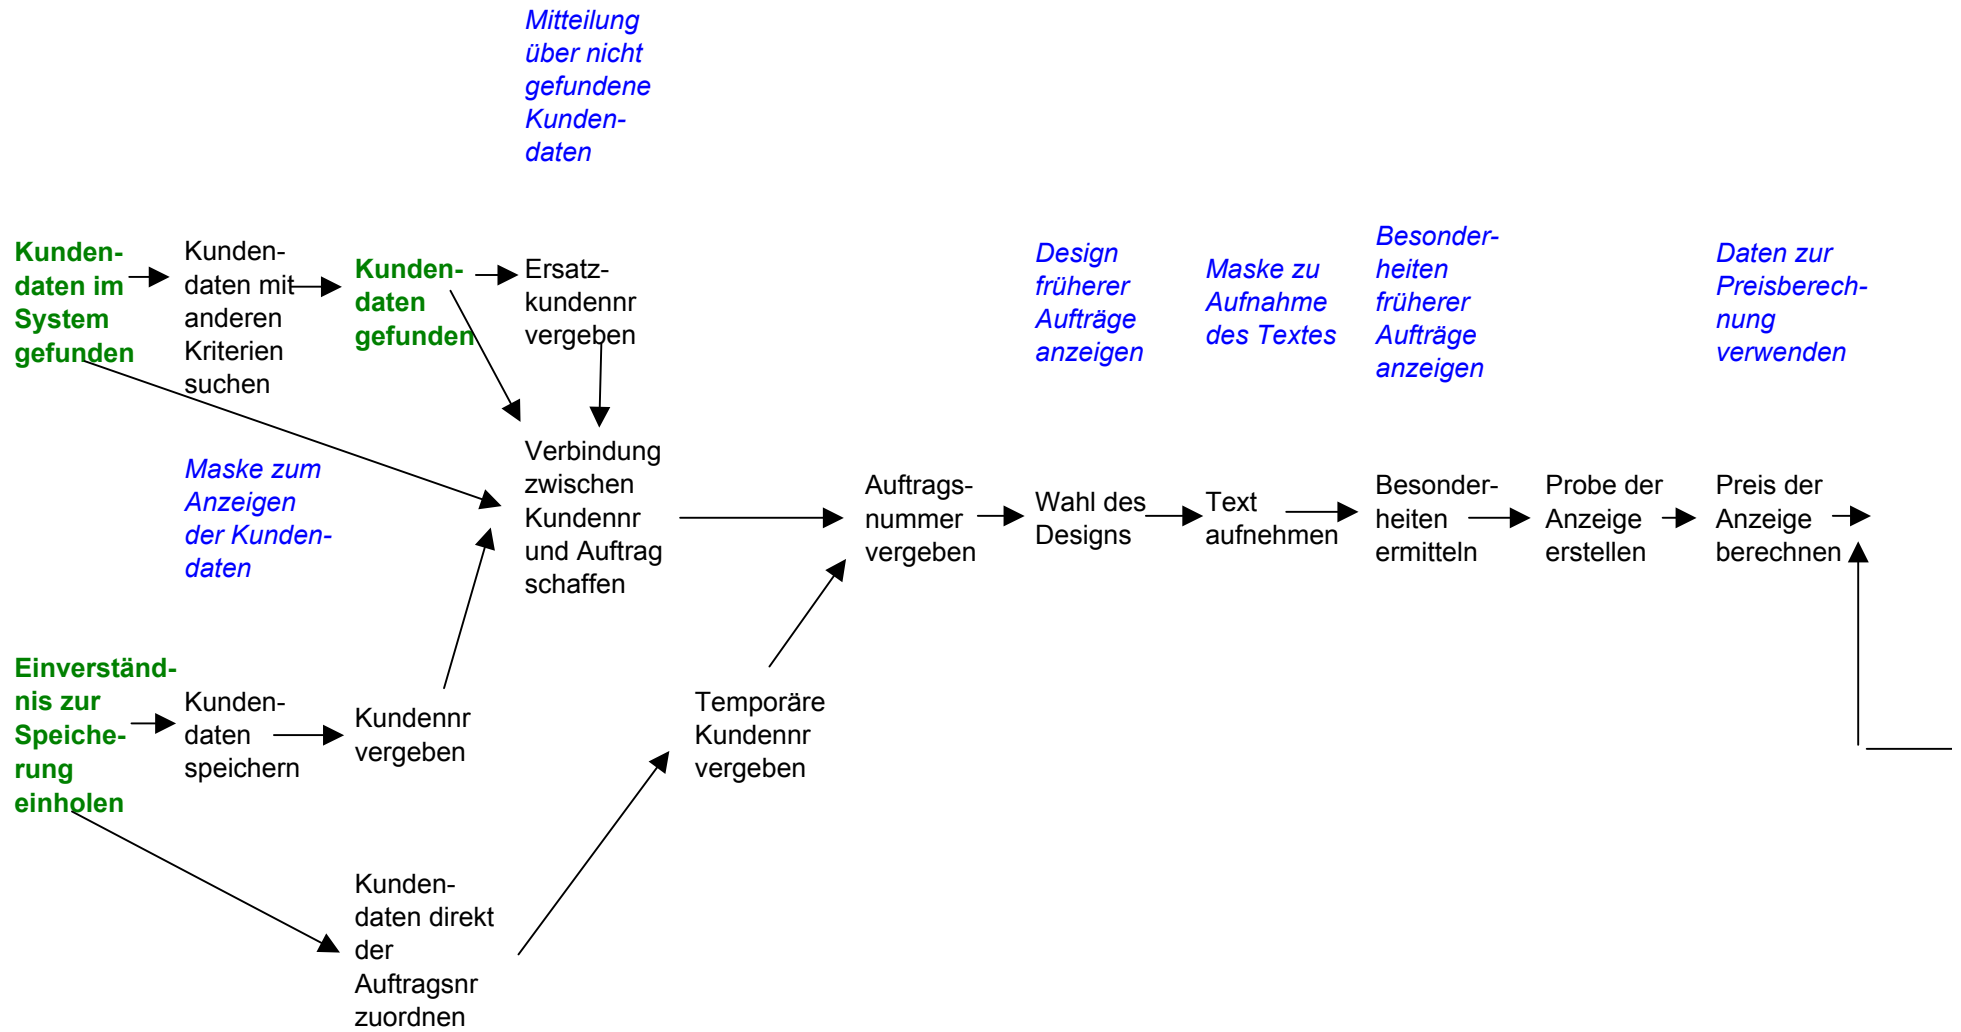 Mitteilung
über nicht
gefundene
Kunden-
daten
Kunden-
daten im
System
gefunden
Kunden-
daten mit
anderen
Kriterien
suchen
Kunden-
daten
gefunden
Ersatz-
kundennr
vergeben
Design
früherer
Aufträge
anzeigen
Maske zu
Aufnahme
des Textes
Besonder-
heiten
früherer
Aufträge
anzeigen
Daten zur
Preisberech-
nung
verwenden
Maske zum
Anzeigen
der Kunden-
daten
Verbindung
zwischen
Kundennr
und Auftrag
schaffen
Auftrags-
nummer
vergeben
Wahl des
Designs
Text
aufnehmen
Besonder-
heiten
ermitteln
Probe der
Anzeige
erstellen
Preis der
Anzeige
berechnen
Einverständ-
nis zur
Speiche-
rung
einholen
Kunden-
daten
speichern
Kundennr
vergeben
Temporäre
Kundennr
vergeben
Kunden-
daten direkt
der
Auftragsnr
zuordnen